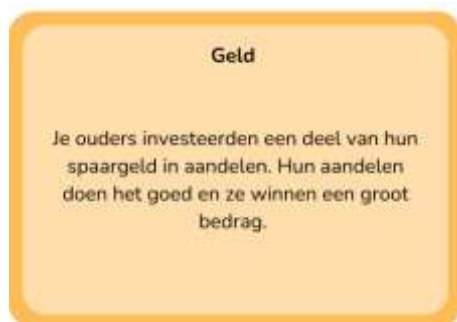 Geld
Je ouders investeerden een deel van hun
spaargeld in aandelen. Hun aandelen
doen het goed en ze winnen een groot
bedrag.